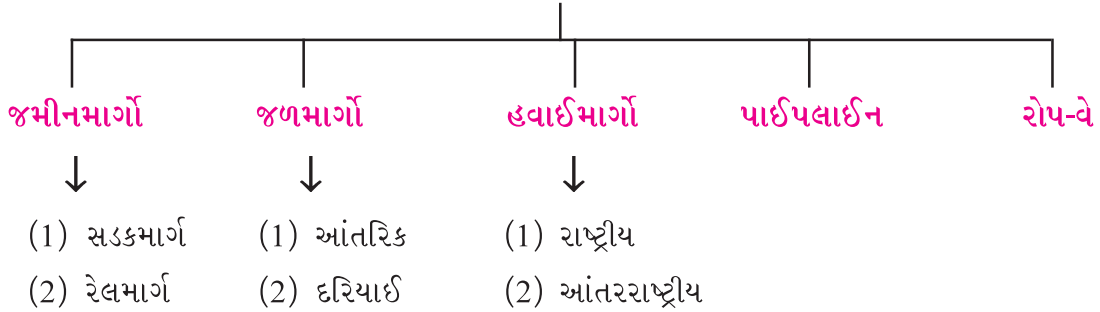 જમીનમાર્ગો જળમાર્ગો હવાઈમાર્ગો પાઈપલાઈન રોપ-વે
(1) સડકમાર્ગ (1) આંતરિક (1) રાષ્ટ્રીય
(2) રેલમાર્ગ (2) દરિયાઈ (2) આંતરરાષ્ટ્રીય